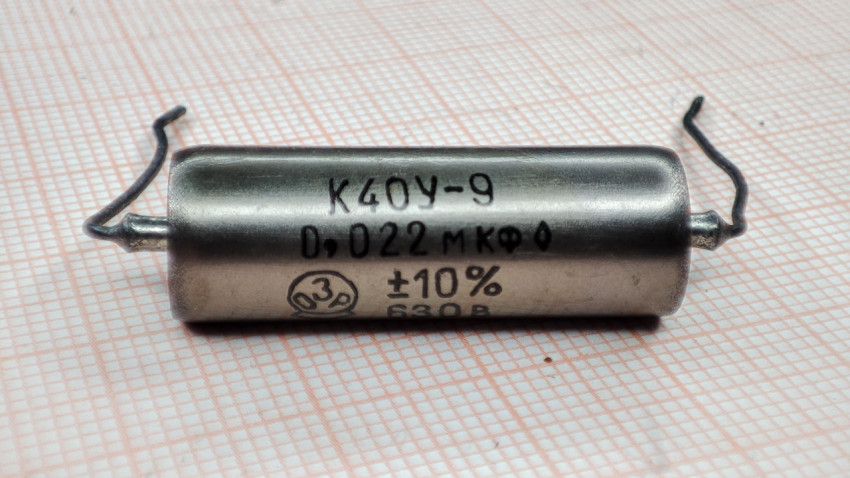 К40У-9
0,022 мкф ◊
ОЗР ±10%
630 В